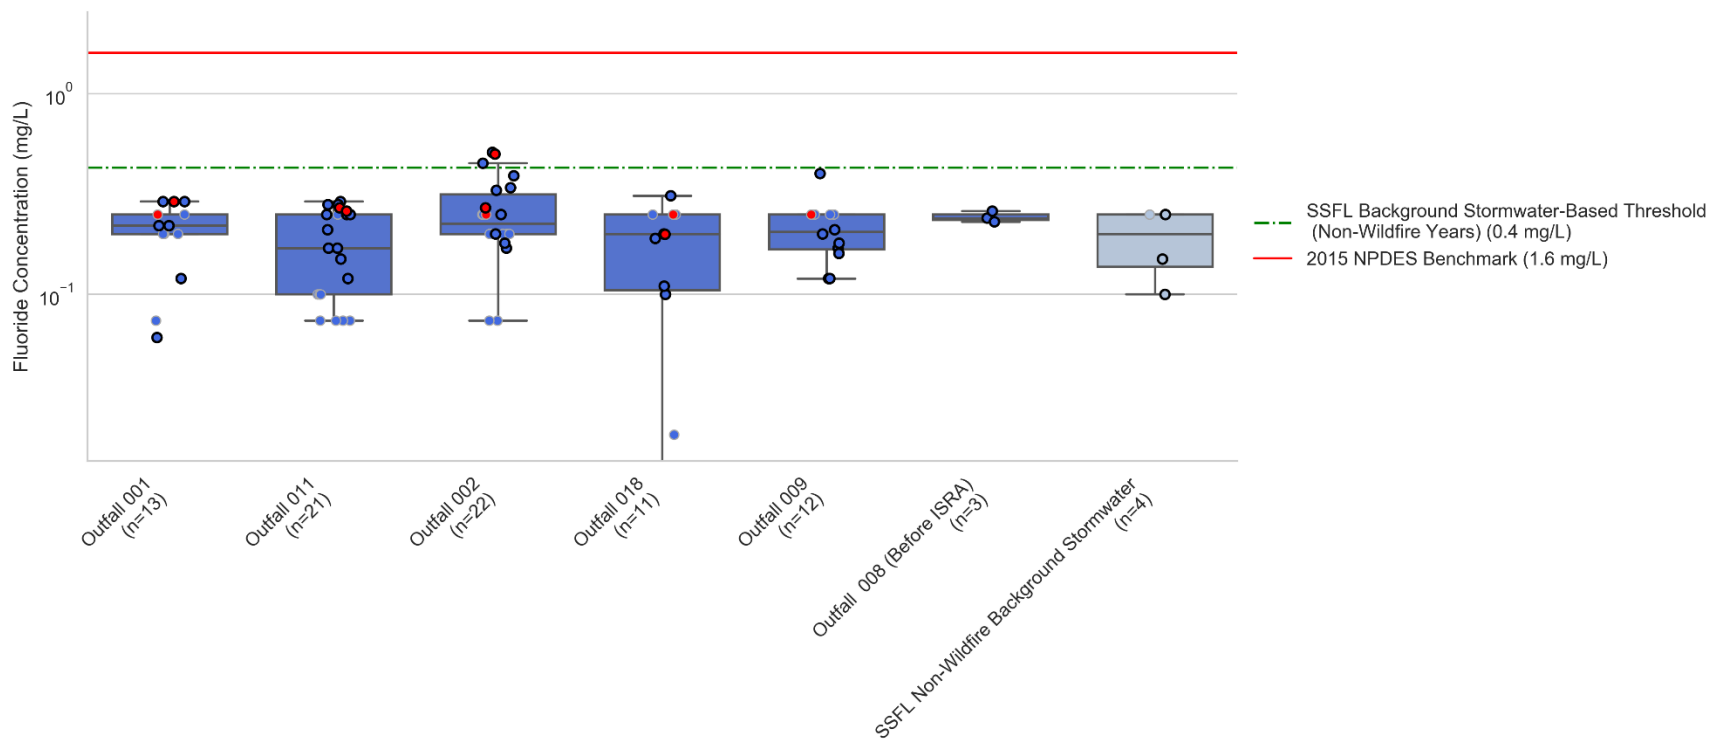 Fluoride Concentration (mg/L)
10⁰
10⁻¹
Outfall 001
(n=13)
Outfall 011
(n=21)
Outfall 002
(n=22)
Outfall 018
(n=11)
Outfall 009
(n=12)
Outfall  008 (Before ISRA)
(n=3)
SSFL Non-Wildfire Background Stormwater
(n=4)
SSFL Background Stormwater-Based Threshold
(Non-Wildfire Years) (0.4 mg/L)
2015 NPDES Benchmark (1.6 mg/L)